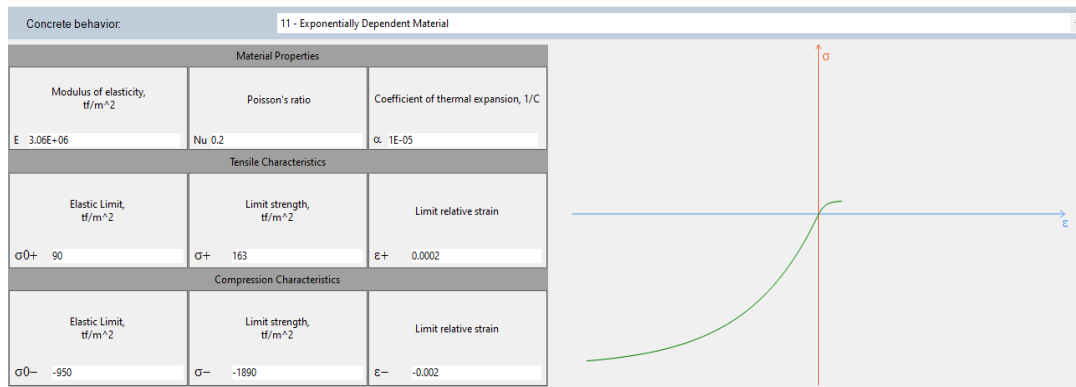 Concrete behavior: 11 - Exponentially Dependent Material
Material Properties
Modulus of elasticity, tf/m^2
Poisson's ratio
Coefficient of thermal expansion, 1/C
E 3.06E+06
Nu 0.2
α 1E-05
Tensile Characteristics
Elastic Limit, tf/m^2
Limit strength, tf/m^2
Limit relative strain
σ0+ 90
σ+ 163
ε+ 0.0002
Compression Characteristics
Elastic Limit, tf/m^2
Limit strength, tf/m^2
Limit relative strain
σ0− -950
σ− -1890
ε− -0.002
σ
ε